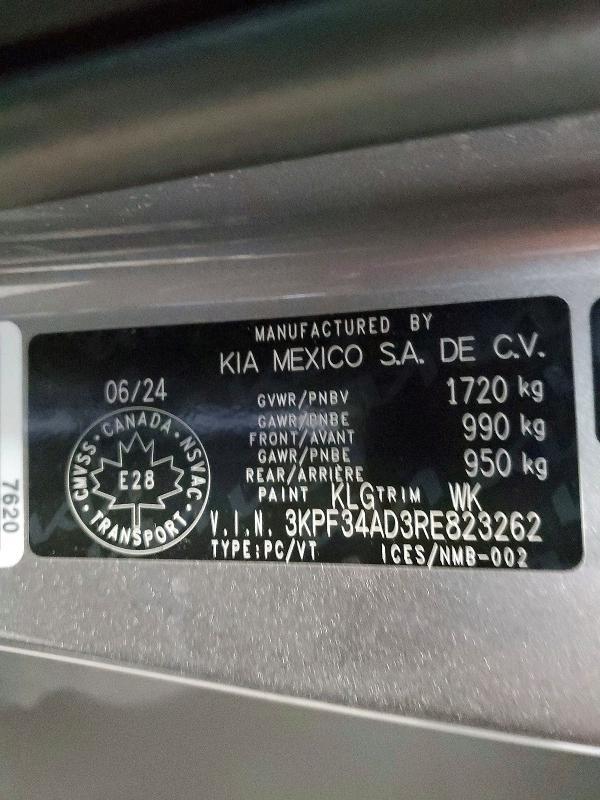 MANUFACTURED BY
KIA MEXICO S.A. DE C.V.
06/24
GVWR/PNBV 1720 kg
GAWR/PNBE
FRONT/AVANT 990 kg
GAWR/PNBE
REAR/ARRIÈRE 950 kg
PAINT KLG TRIM WK
V.I.N. 3KPF34AD3RE823262
TYPE:PC/VT ICES/NMB-002
CMVSS · CANADA · NSVAC
E28
TRANSPORT
7620